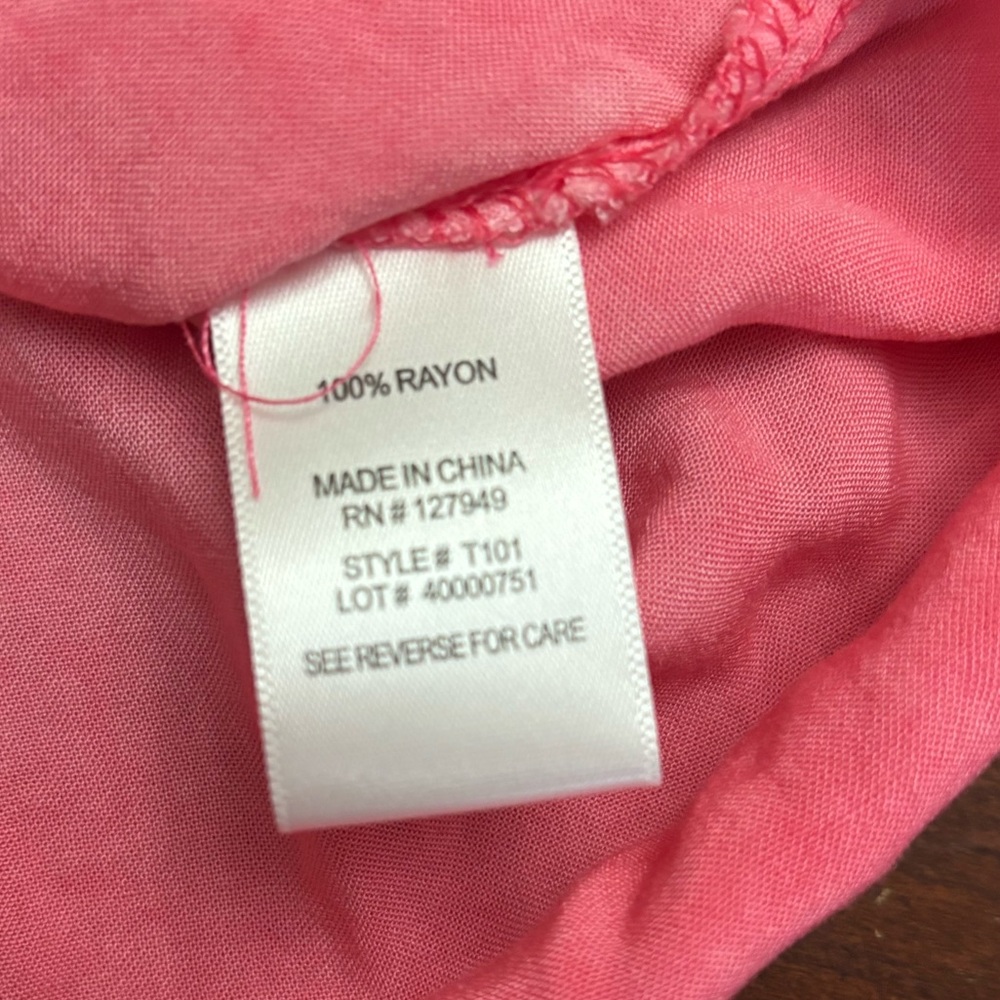 100% RAYON
MADE IN CHINA
RN # 127949
STYLE # T101
LOT # 40000751
SEE REVERSE FOR CARE